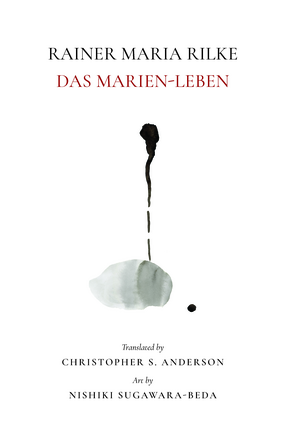 RAINER MARIA RILKE
DAS MARIEN-LEBEN
Translated by
CHRISTOPHER S. ANDERSON
Art by
NISHIKI SUGAWARA-BEDA